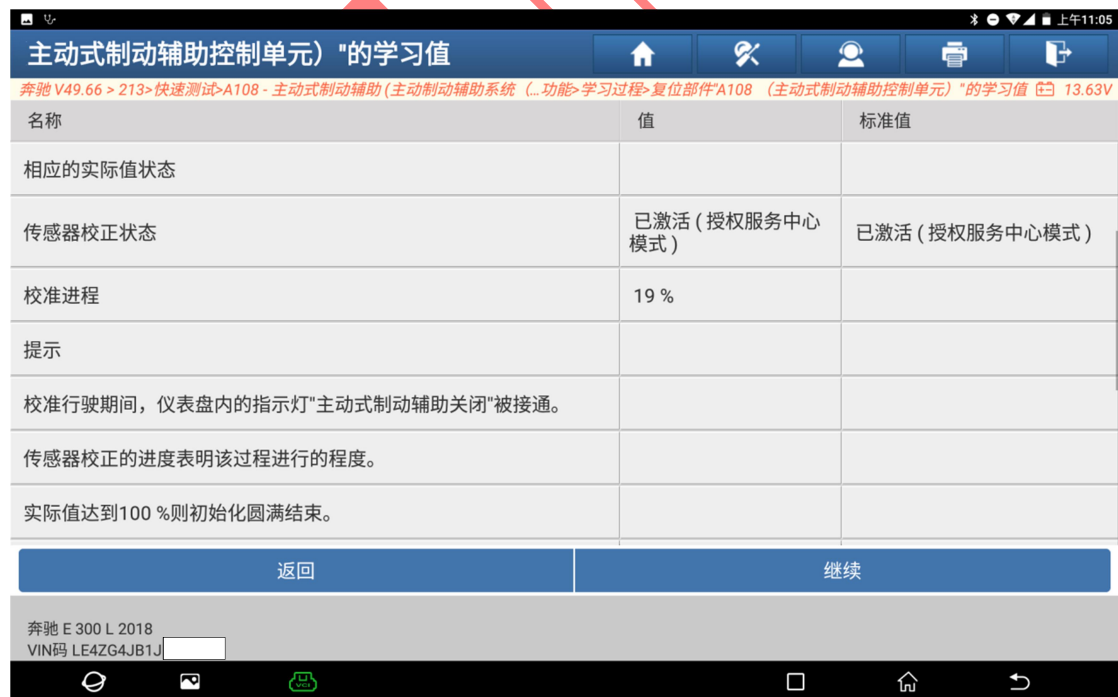 上午11:05
主动式制动辅助控制单元）"的学习值
奔驰 V49.66 > 213>快速测试>A108 - 主动式制动辅助 (主动制动辅助系统（...功能>学习过程>复位部件"A108 （主动式制动辅助控制单元）"的学习值 13.63V
名称 值 标准值
相应的实际值状态
传感器校正状态 已激活 ( 授权服务中心
模式 ) 已激活 ( 授权服务中心模式 )
校准进程 19 %
提示
校准行驶期间，仪表盘内的指示灯"主动式制动辅助关闭"被接通。
传感器校正的进度表明该过程进行的程度。
实际值达到100 %则初始化圆满结束。
返回 继续
奔驰 E 300 L 2018
VIN码 LE4ZG4JB1J
VCI